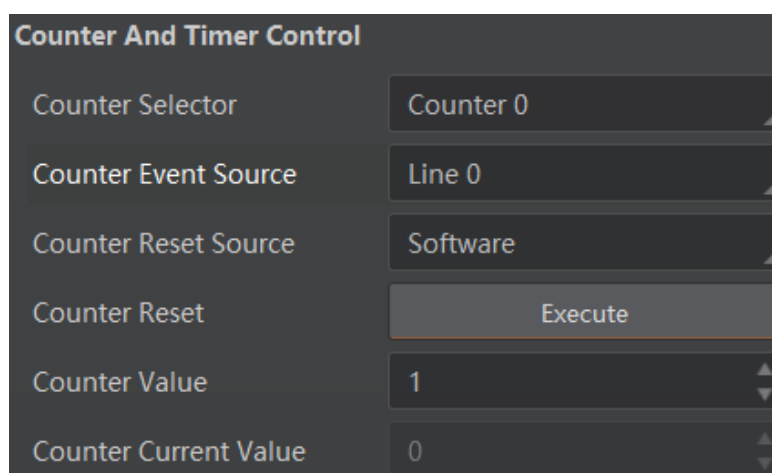 Counter And Timer Control
Counter Selector Counter 0
Counter Event Source Line 0
Counter Reset Source Software
Counter Reset Execute
Counter Value 1
Counter Current Value 0